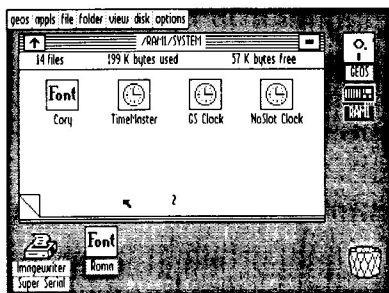 geos appls file folder view disk options
/RAM1/SYSTEM
14 files 199 K bytes used 57 K bytes free
GEOS
RAM1
Font
Cory TimeMaster GS Clock NoSlot Clock
2
Font
Imagewriter Roma
Super Serial